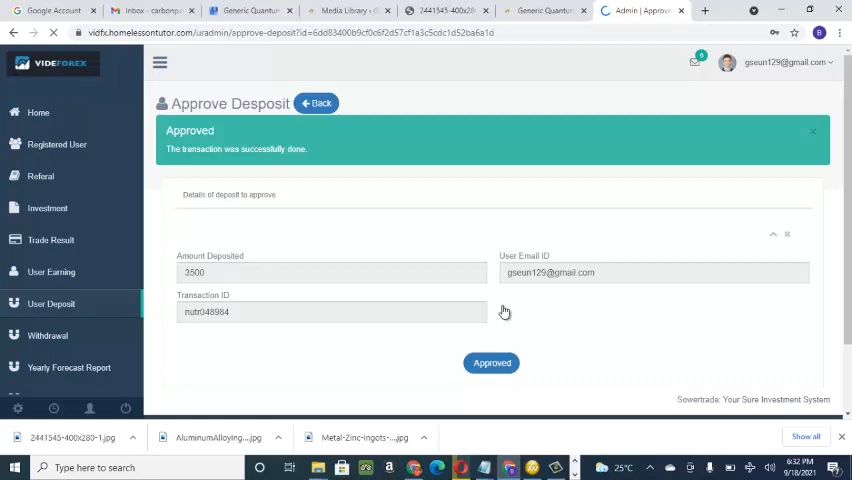 Google Account
Inbox - carbonpa
Generic Quantum
Media Library ‹
2441545-400x28
Generic Quantum
Admin | Approve
vidfx.homelessontutor.com/uradmin/approve-deposit?id=6dd83400b9cf0c6f2d57cf1a3c5cdc1d52ba6a1d
B
VIDEFOREX
6
gseun129@gmail.com
Home
Registered User
Referal
Investment
Trade Result
User Earning
User Deposit
Withdrawal
Yearly Forecast Report
Approve Desposit
Back
Approved
The transaction was successfully done.
Details of deposit to approve
Amount Deposited
User Email ID
3500
gseun129@gmail.com
Transaction ID
nutr048984
Approved
Sowertrade: Your Sure Investment System
2441545-400x280-1.jpg
AluminumAlloying....jpg
Metal-Zinc-Ingots-....jpg
Show all
Type here to search
25°C
6:32 PM
9/18/2021